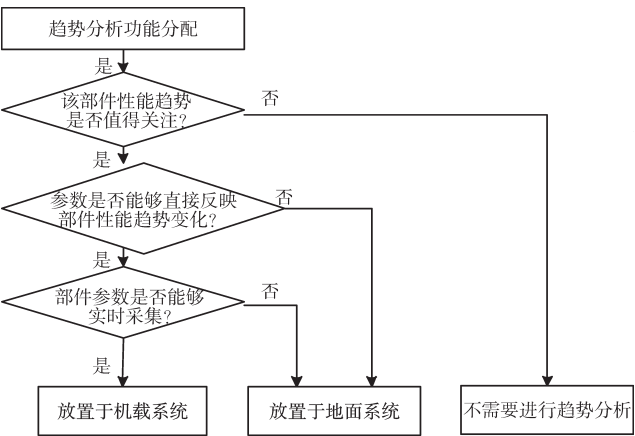 趋势分析功能分配
是
该部件性能趋势
是否值得关注?
否
是
参数是否能够直接反映
部件性能趋势变化?
否
是
部件参数是否能够
实时采集?
否
是
放置于机载系统
放置于地面系统
不需要进行趋势分析